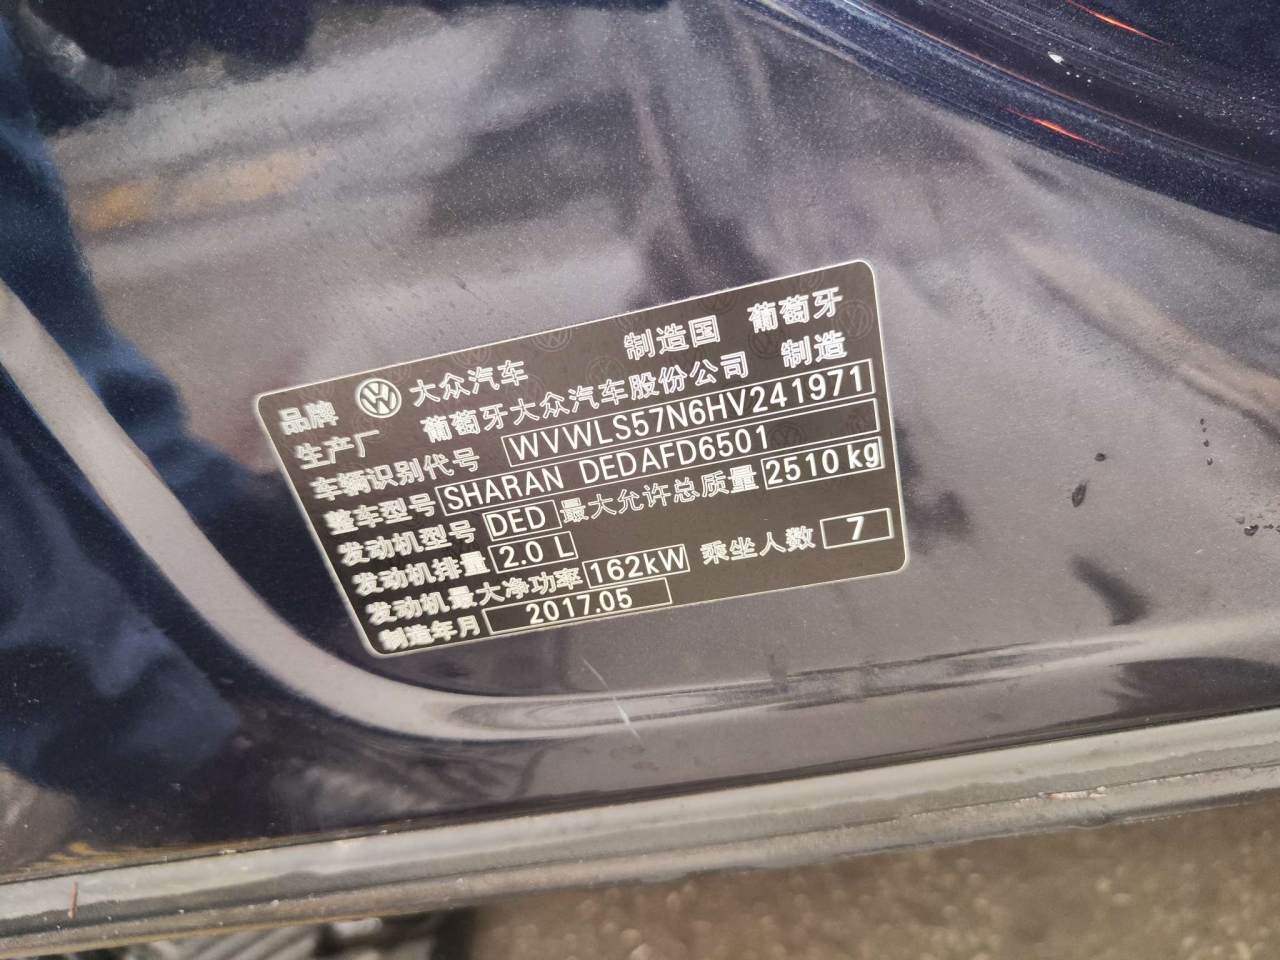 品牌 大众汽车 制造国 葡萄牙
生产厂 葡萄牙大众汽车股份公司 制造
车辆识别代号 WVWLS57N6HV241971
整车型号 SHARAN DEDAFD6501
发动机型号 DED 最大允许总质量 2510 kg
发动机排量 2.0 L
发动机最大净功率 162kW 乘坐人数 7
制造年月 2017.05